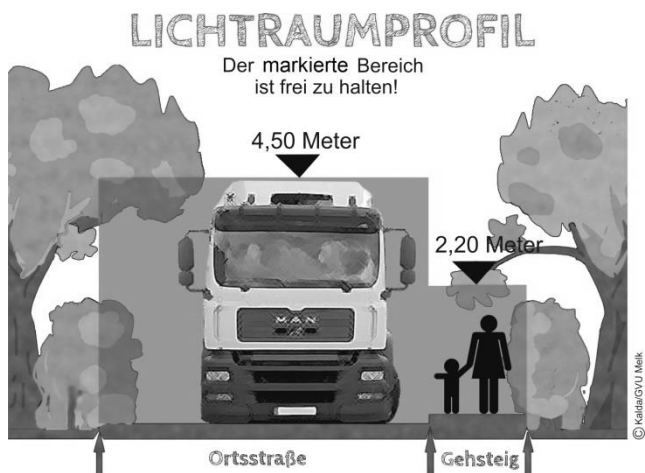 LICHTRAUMPROFIL
Der markierte Bereich
ist frei zu halten!
4,50 Meter
2,20 Meter
MAN
Ortsstraße
Gehsteig
© Kalda/GVU Melk